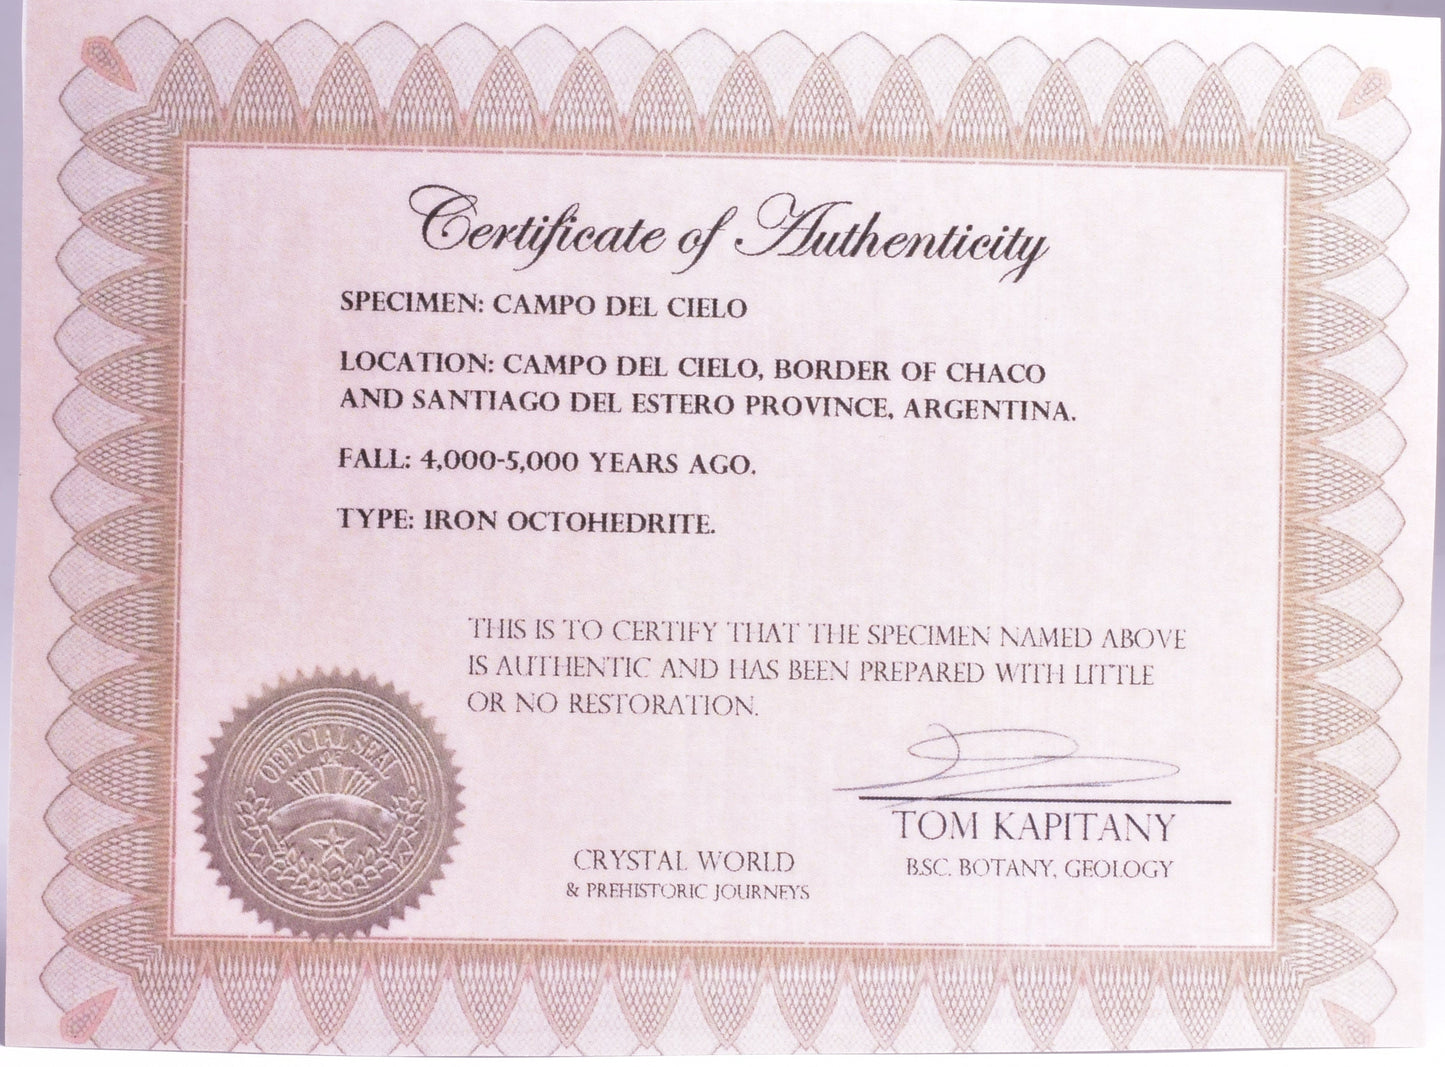 Certificate of Authenticity
SPECIMEN: CAMPO DEL CIELO
LOCATION: CAMPO DEL CIELO, BORDER OF CHACO
AND SANTIAGO DEL ESTERO PROVINCE, ARGENTINA.
FALL: 4,000-5,000 YEARS AGO.
TYPE: IRON OCTOHEDRITE.
THIS IS TO CERTIFY THAT THE SPECIMEN NAMED ABOVE
IS AUTHENTIC AND HAS BEEN PREPARED WITH LITTLE
OR NO RESTORATION.
OFFICIAL SEAL
TOM KAPITANY
B.SC. BOTANY, GEOLOGY
CRYSTAL WORLD
& PREHISTORIC JOURNEYS